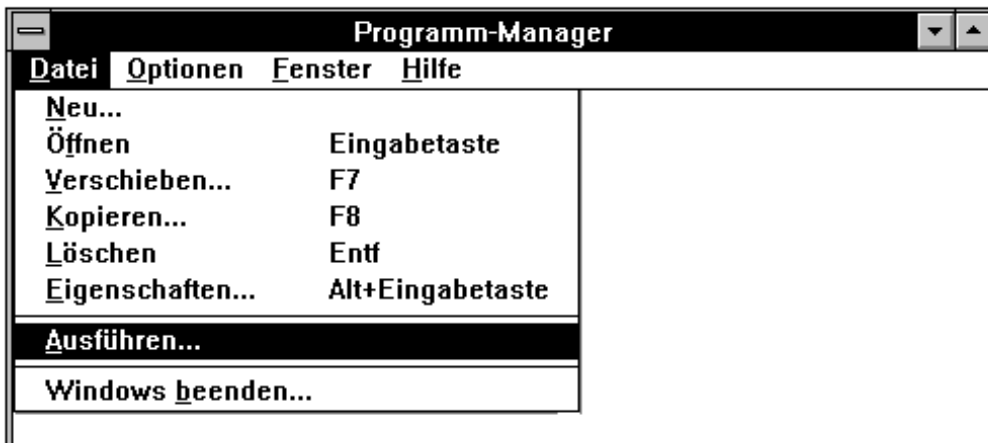 Programm-Manager
Datei Optionen Fenster Hilfe
Neu...
Öffnen Eingabetaste
Verschieben... F7
Kopieren... F8
Löschen Entf
Eigenschaften... Alt+Eingabetaste
Ausführen...
Windows beenden...